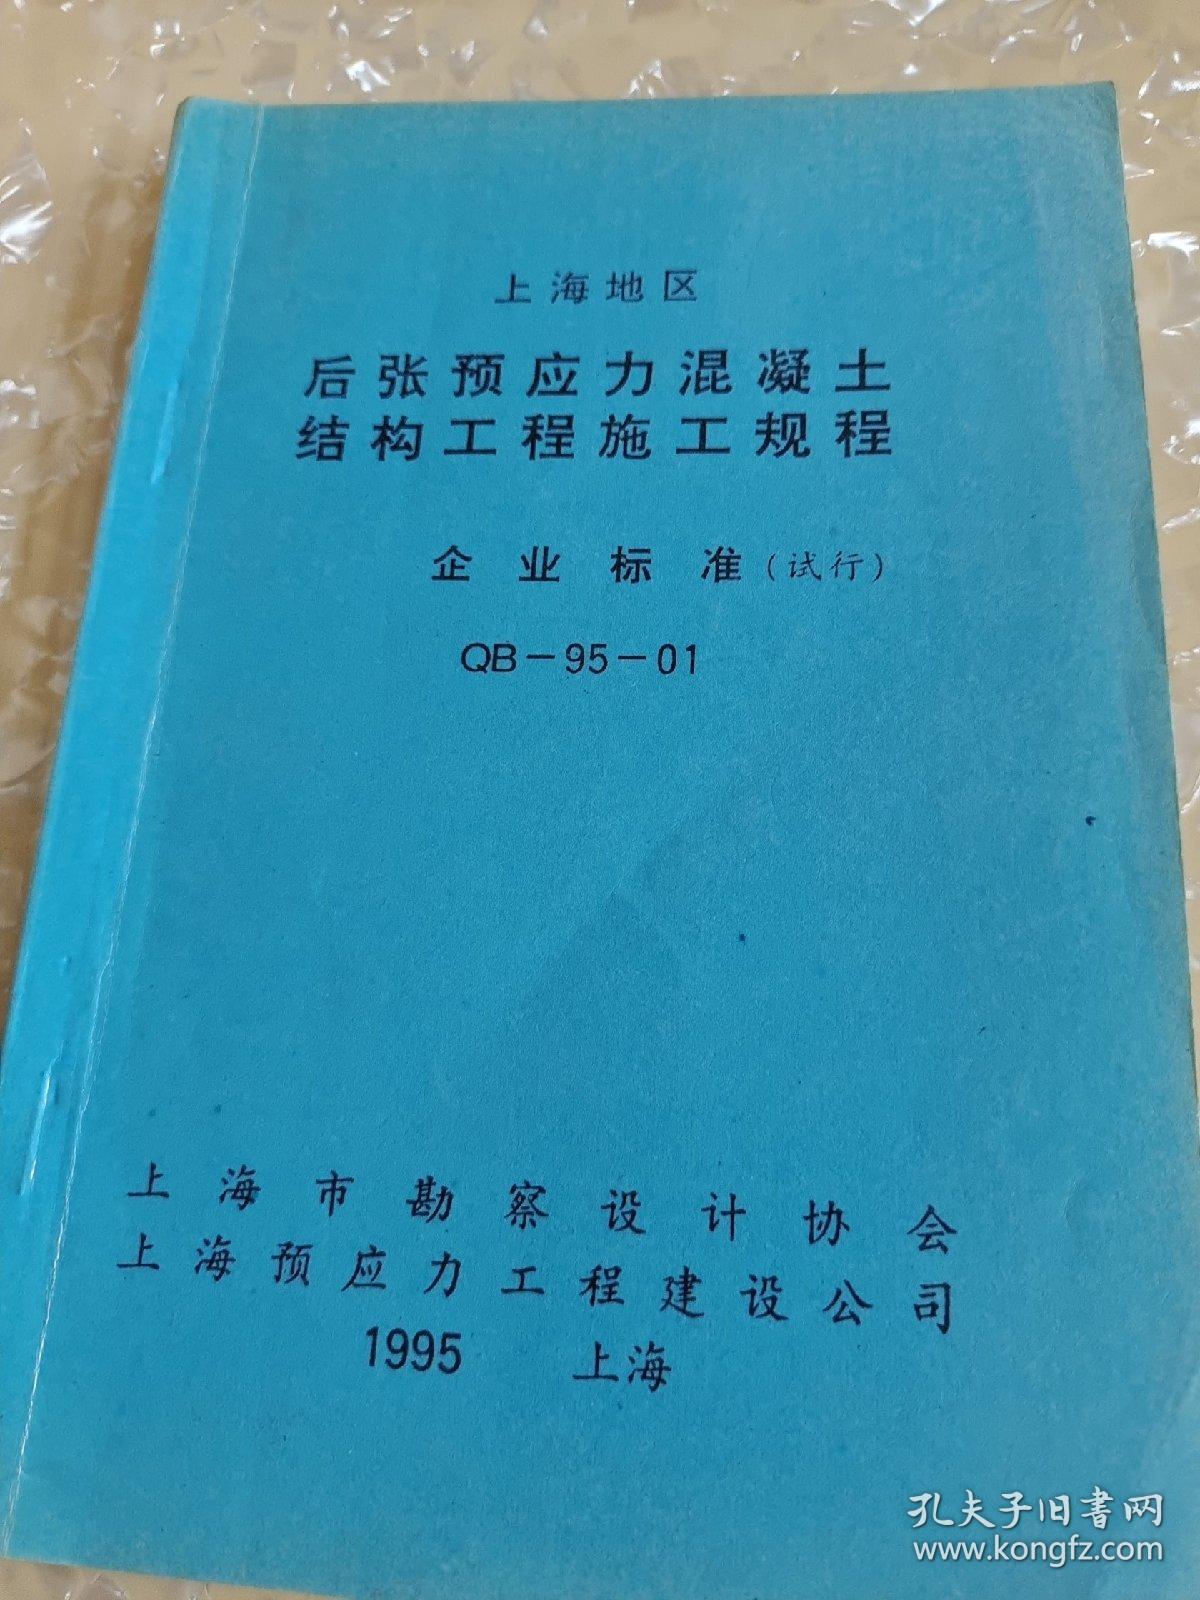 上海地区
后张预应力混凝土
结构工程施工规程
企业标准(试行)
QB-95-01
上海市勘察设计协会
上海预应力工程建设公司
1995 上海
孔夫子旧书网
www.kongfz.com